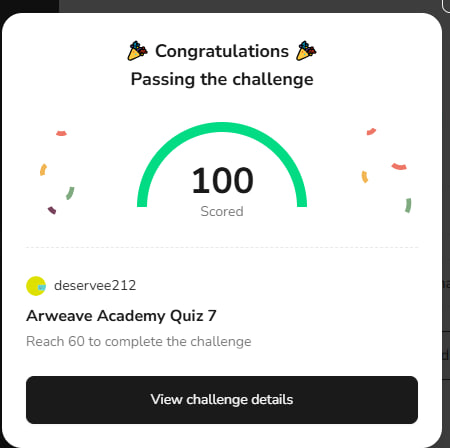 Congratulations
Passing the challenge
100
Scored
deservee212
Arweave Academy Quiz 7
Reach 60 to complete the challenge
View challenge details